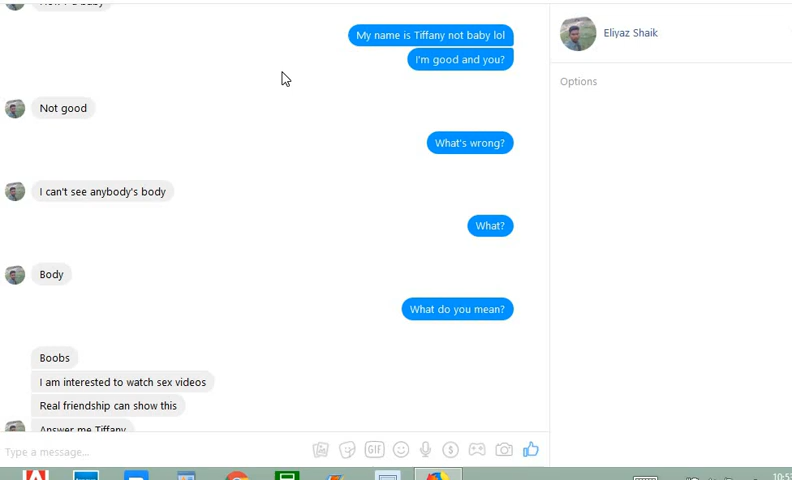 My name is Tiffany not baby lol
Eliyaz Shaik
I'm good and you?
Options
Not good
What's wrong?
I can't see anybody's body
What?
Body
What do you mean?
Boobs
I am interested to watch sex videos
Real friendship can show this
Answer me Tiffany
Type a message...
GIF